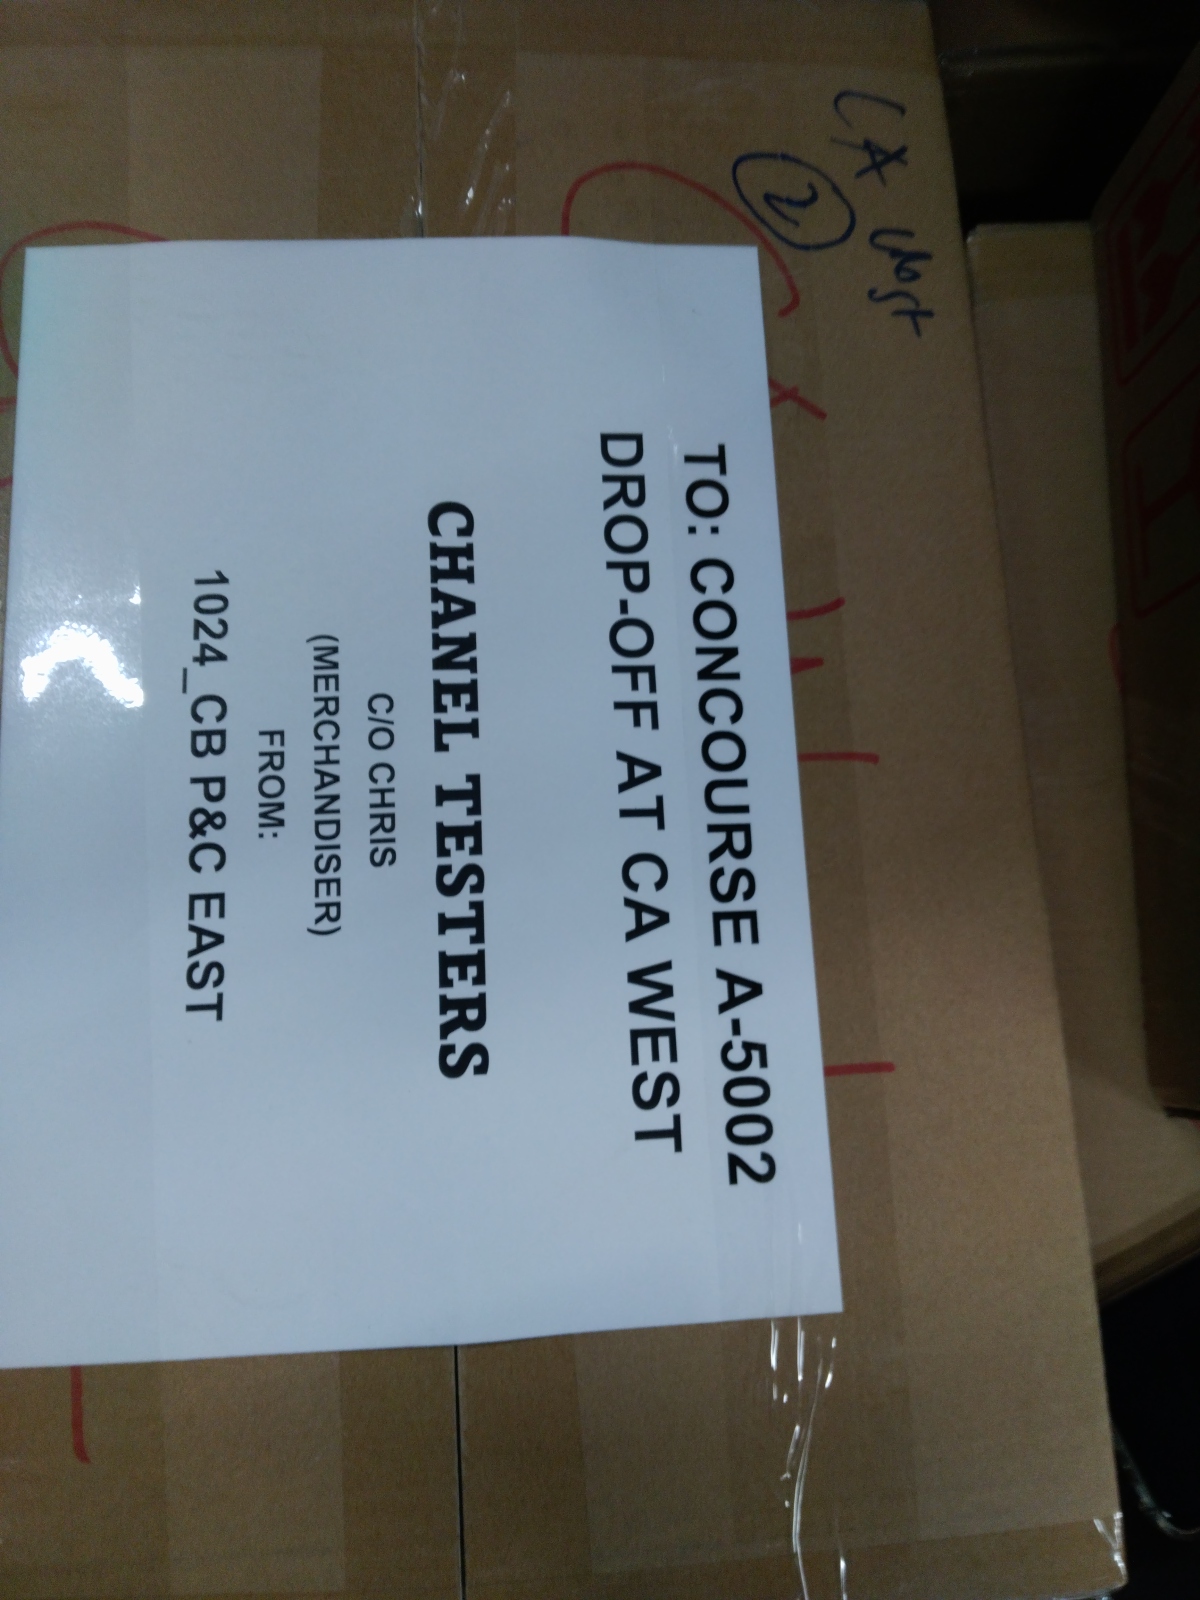 CA West
2
TO: CONCOURSE A-5002
DROP-OFF AT CA WEST
CHANEL TESTERS
C/O CHRIS
(MERCHANDISER)
FROM:
1024_CB P&C EAST